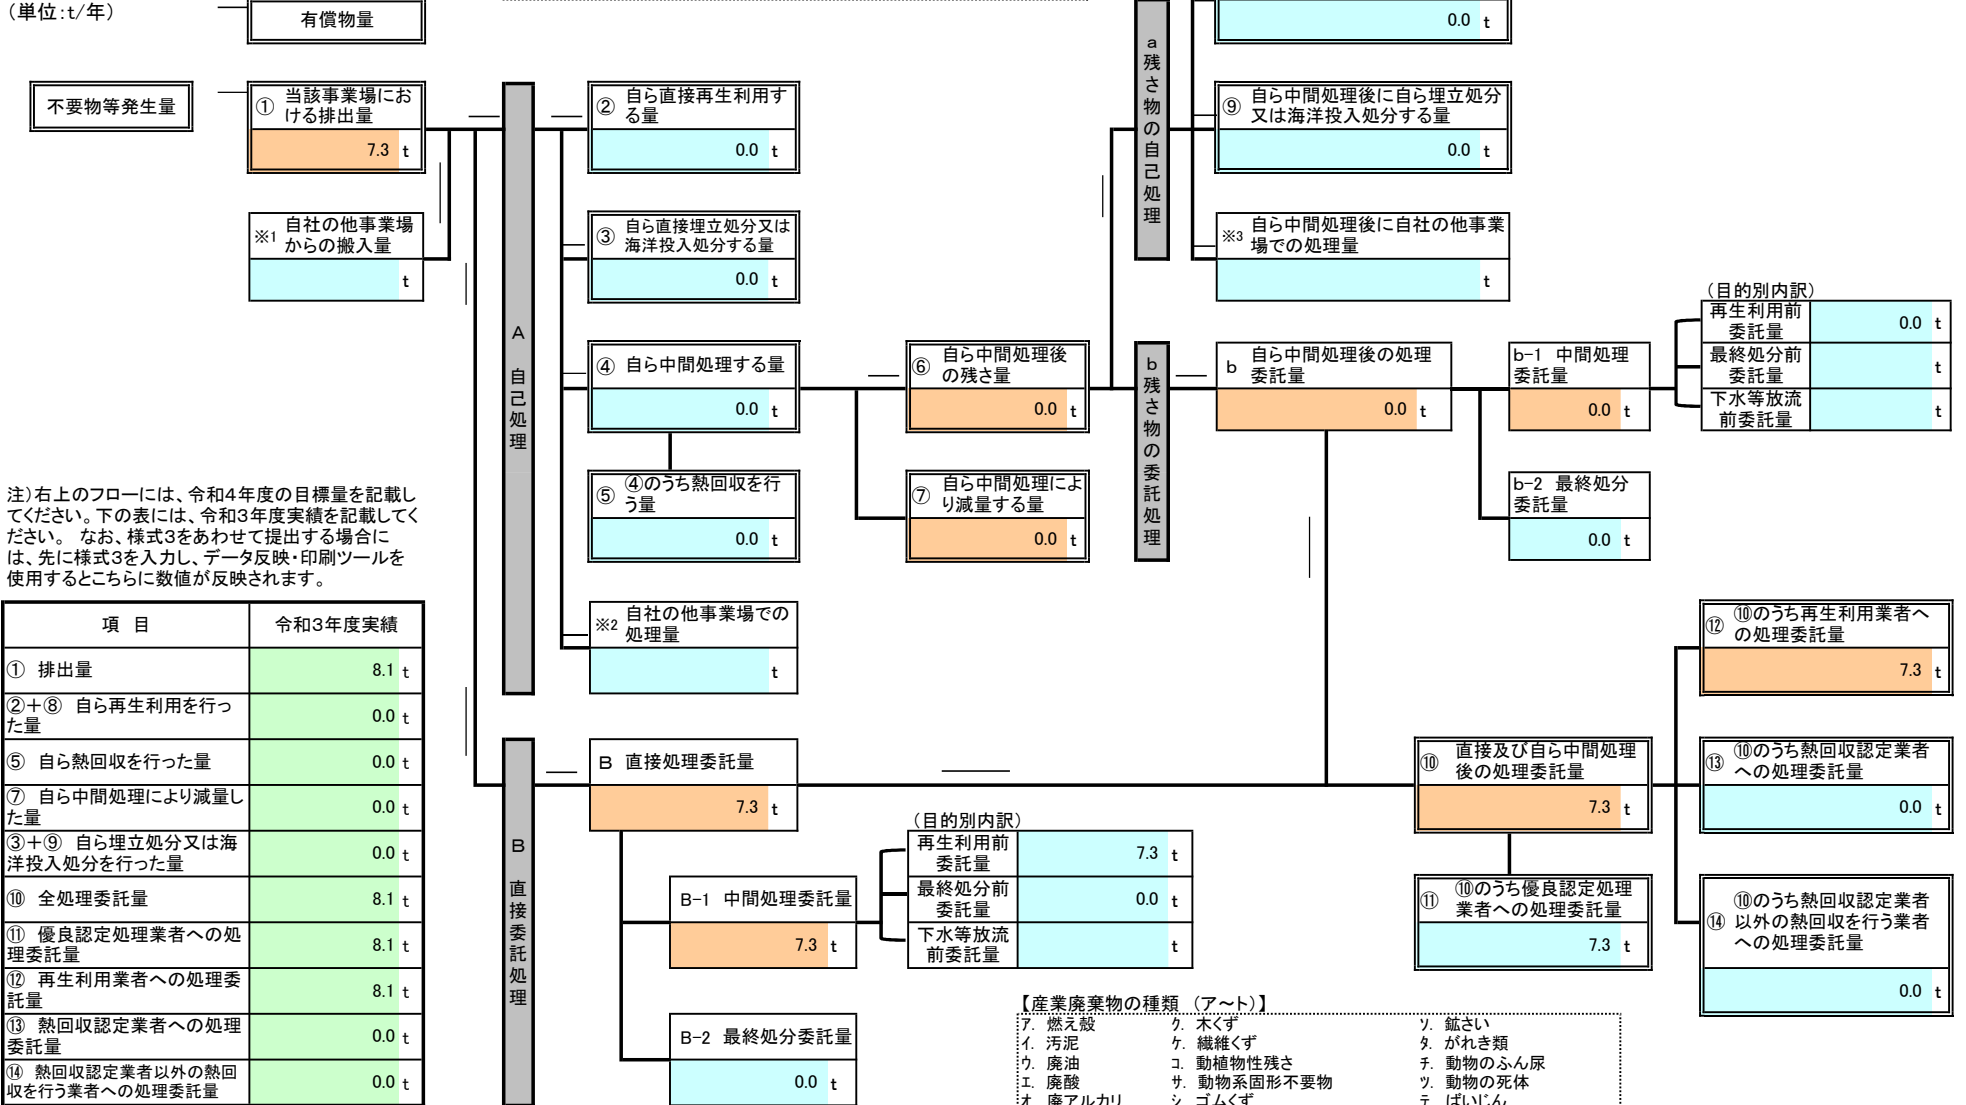 （単位：t/年）
有償物量
0.0 t
不要物等発生量
① 当該事業場にお
ける排出量
7.3 t
※1 自社の他事業場
からの搬入量
t
A 自己処理
② 自ら直接再生利用す
る量
0.0 t
③ 自ら直接埋立処分又は
海洋投入処分する量
0.0 t
④ 自ら中間処理する量
0.0 t
⑤ ④のうち熱回収を行
う量
0.0 t
※2 自社の他事業場での
処理量
t
⑥ 自ら中間処理後
の残さ量
0.0 t
⑦ 自ら中間処理によ
り減量する量
0.0 t
a残さ物の自己処理
⑨ 自ら中間処理後に自ら埋立処分
又は海洋投入処分する量
0.0 t
※3 自ら中間処理後に自社の他事業
場での処理量
t
b残さ物の委託処理
b 自ら中間処理後の処理
委託量
0.0 t
b-1 中間処理
委託量
0.0 t
（目的別内訳）
再生利用前
委託量
0.0 t
最終処分前
委託量
t
下水等放流
前委託量
t
b-2 最終処分
委託量
0.0 t
注）右上のフローには、令和４年度の目標量を記載し
てください。下の表には、令和３年度実績を記載してく
ださい。 なお、様式３をあわせて提出する場合に
は、先に様式３を入力し、データ反映・印刷ツールを
使用するとこちらに数値が反映されます。
項 目 令和３年度実績
① 排出量 8.1 t
②＋⑧ 自ら再生利用を行っ
た量 0.0 t
⑤ 自ら熱回収を行った量 0.0 t
⑦ 自ら中間処理により減量し
た量 0.0 t
③＋⑨ 自ら埋立処分又は海
洋投入処分を行った量 0.0 t
⑩ 全処理委託量 8.1 t
⑪ 優良認定処理業者への処
理委託量 8.1 t
⑫ 再生利用業者への処理委
託量 8.1 t
⑬ 熱回収認定業者への処理
委託量 0.0 t
⑭ 熱回収認定業者以外の熱回
収を行う業者への処理委託量 0.0 t
B 直接委託処理
B 直接処理委託量
7.3 t
B-1 中間処理委託量
7.3 t
（目的別内訳）
再生利用前
委託量
7.3 t
最終処分前
委託量
0.0 t
下水等放流
前委託量
t
B-2 最終処分委託量
0.0 t
⑩ 直接及び自ら中間処理
後の処理委託量
7.3 t
⑪ ⑩のうち優良認定処理
業者への処理委託量
7.3 t
⑫ ⑩のうち再生利用業者へ
の処理委託量
7.3 t
⑬ ⑩のうち熱回収認定業者
への処理委託量
0.0 t
⑩のうち熱回収認定業者
⑭ 以外の熱回収を行う業者
への処理委託量
0.0 t
【産業廃棄物の種類 （ア～ト）】
ｱ. 燃え殻 ｸ. 木くず ｿ. 鉱さい
ｲ. 汚泥 ｹ. 繊維くず ﾀ. がれき類
ｳ. 廃油 ｺ. 動植物性残さ ﾁ. 動物のふん尿
ｴ. 廃酸 ｻ. 動物系固形不要物 ﾂ. 動物の死体
ｵ. 廃アルカリ ｼ. ゴムくず ﾃ. ばいじん